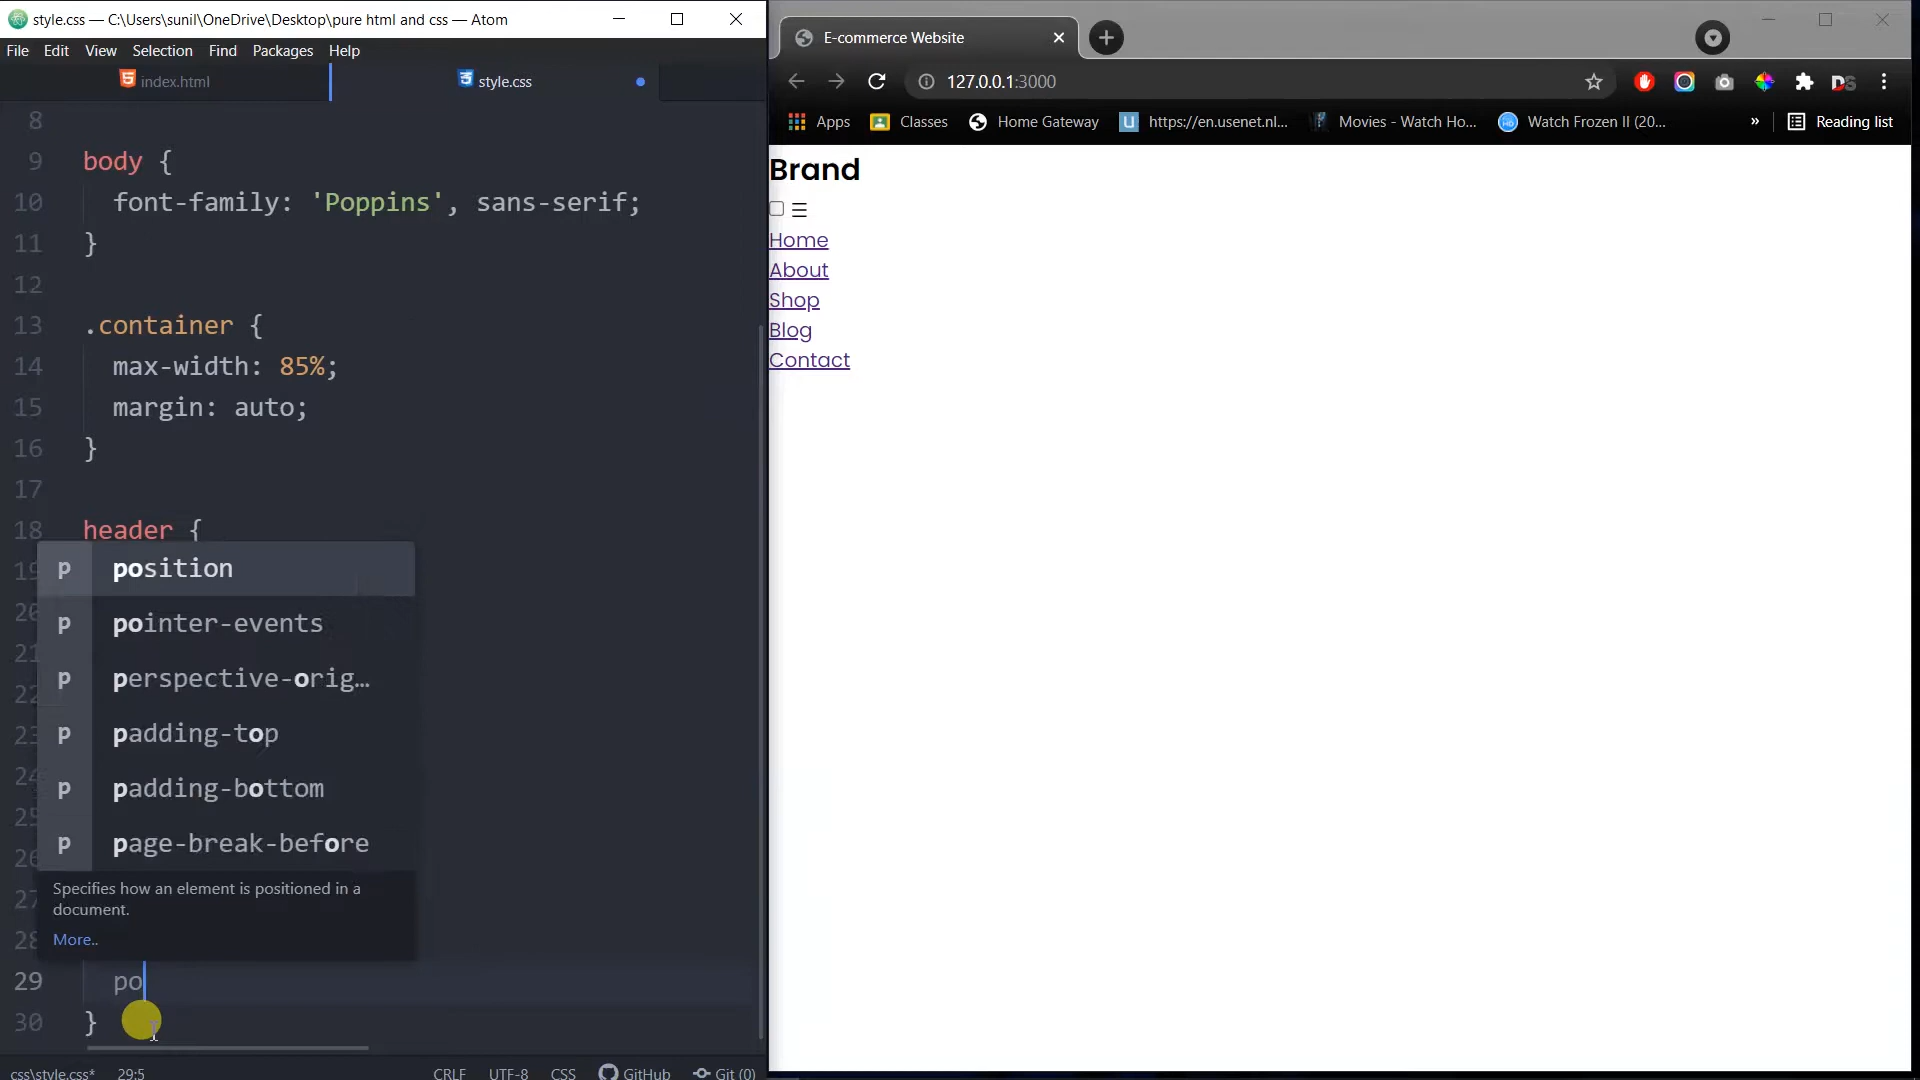 style.css — C:\Users\sunil\OneDrive\Desktop\pure html and css — Atom
File Edit View Selection Find Packages Help
index.html
style.css
8
9 body {
10 font-family: 'Poppins', sans-serif;
11 }
12
13 .container {
14 max-width: 85%;
15 margin: auto;
16 }
17
18 header {
p position
p pointer-events
p perspective-orig…
p padding-top
p padding-bottom
p page-break-before
Specifies how an element is positioned in a
document.
More..
29 po
30 }
css\style.css* 29:5 CRLF UTF-8 CSS GitHub Git (0)
E-commerce Website
127.0.0.1:3000
Apps Classes Home Gateway https://en.usenet.nl... Movies - Watch Ho... Watch Frozen II (20... » Reading list
Brand
☰
Home
About
Shop
Blog
Contact